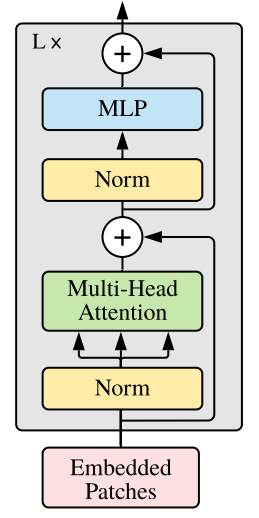 L ×
+
MLP
Norm
+
Multi-Head
Attention
Norm
Embedded
Patches